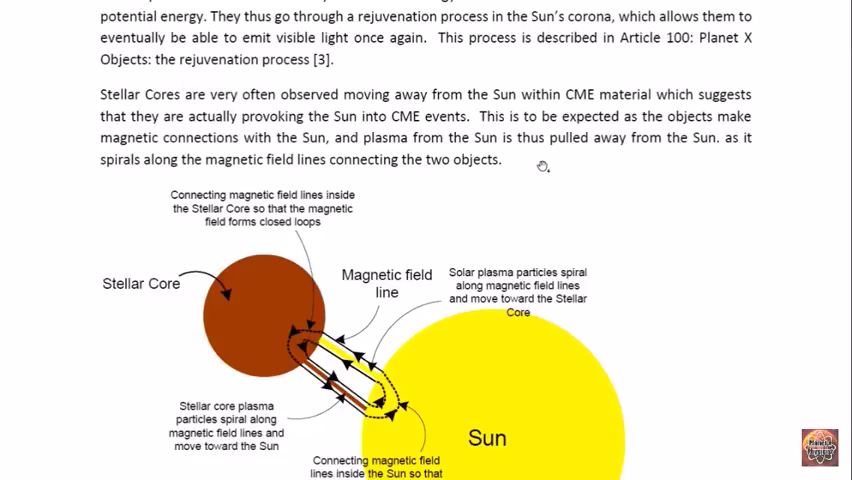 potential energy. They thus go through a rejuvenation process in the Sun's corona, which allows them to
eventually be able to emit visible light once again. This process is described in Article 100: Planet X
Objects: the rejuvenation process [3].
Stellar Cores are very often observed moving away from the Sun within CME material which suggests
that they are actually provoking the Sun into CME events. This is to be expected as the objects make
magnetic connections with the Sun, and plasma from the Sun is thus pulled away from the Sun. as it
spirals along the magnetic field lines connecting the two objects.
Connecting magnetic field lines inside
the Stellar Core so that the magnetic
field forms closed loops
Stellar Core
Magnetic field
line
Solar plasma particles spiral
along magnetic field lines
and move toward the Stellar
Core
Stellar core plasma
particles spiral along
magnetic field lines and
move toward the Sun
Sun
Connecting magnetic field
lines inside the Sun so that